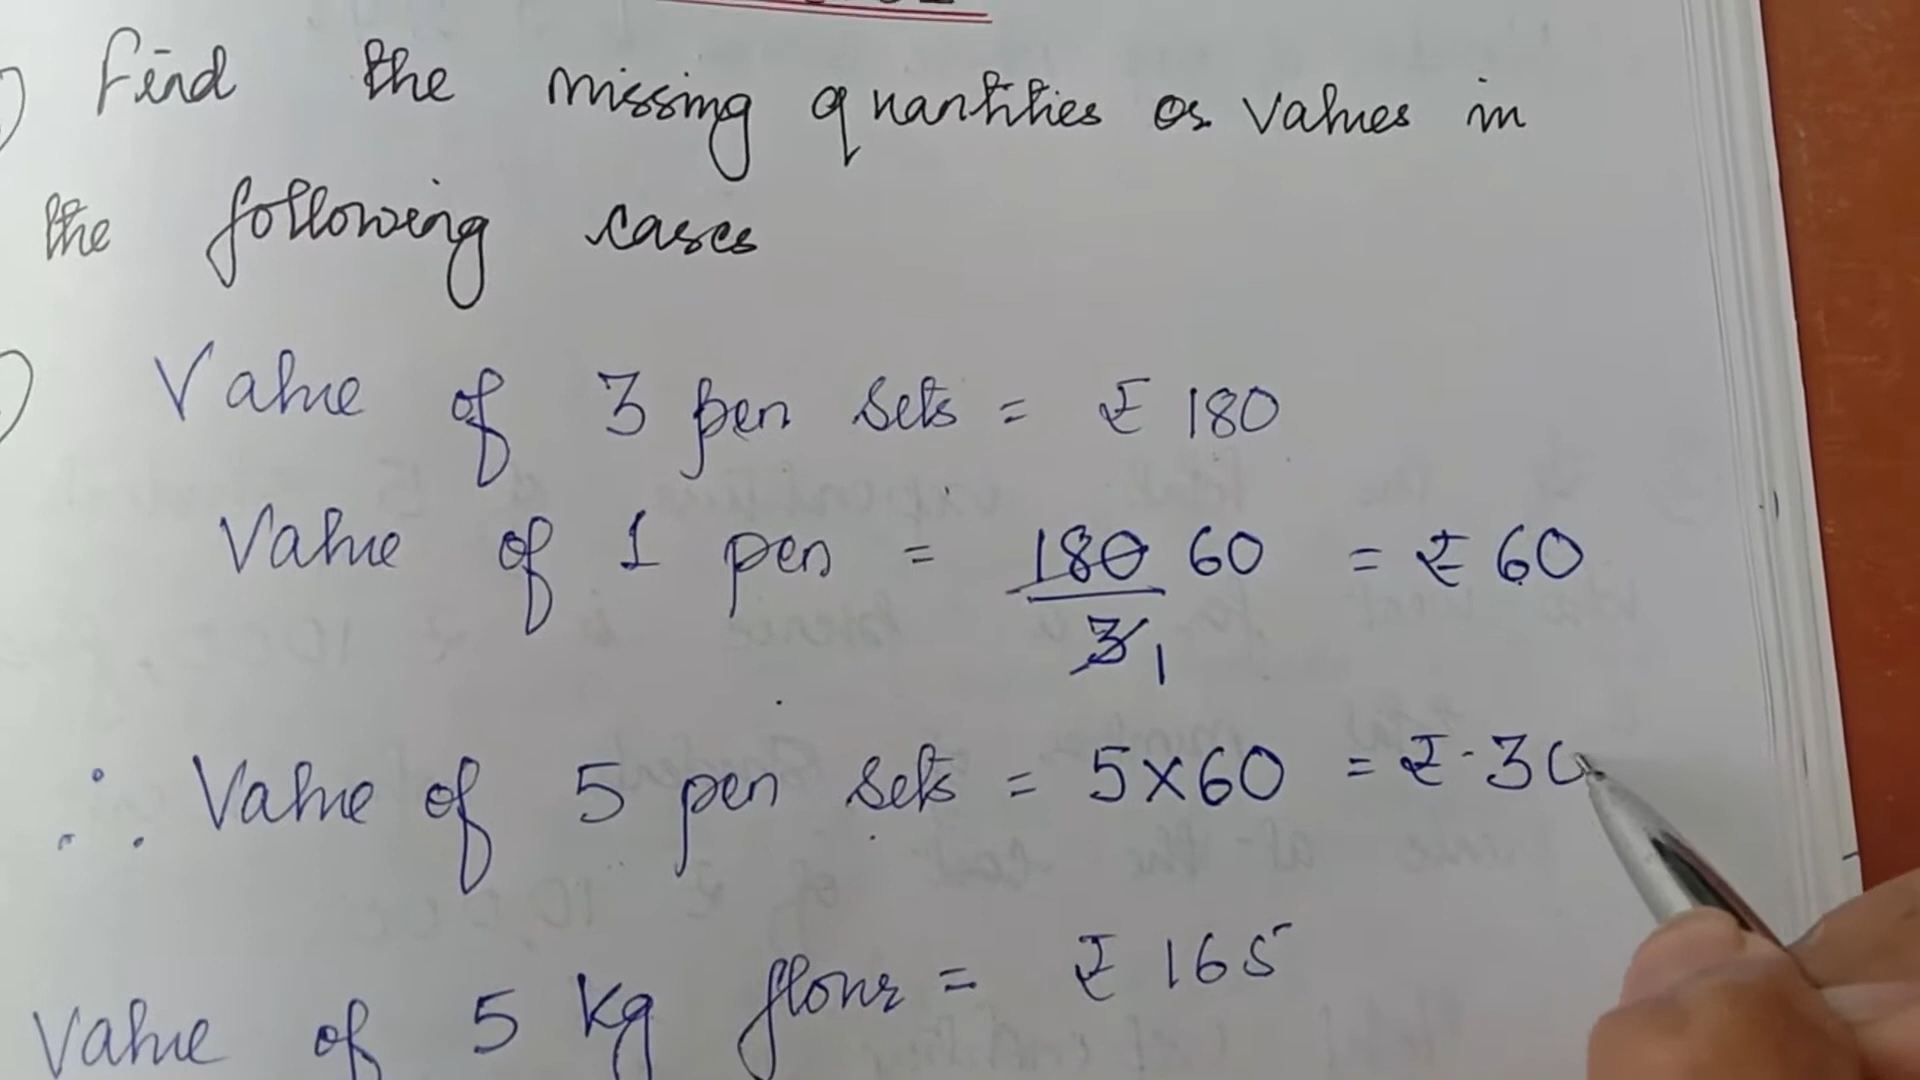 Find the missing quantities or values in
the following cases
Value of 3 pen sets = ₹ 180
Value of 1 pen = 180/3 60 1 = ₹ 60
∴ Value of 5 pen sets = 5×60 = ₹ 30
Value of 5 kg flour = ₹ 165